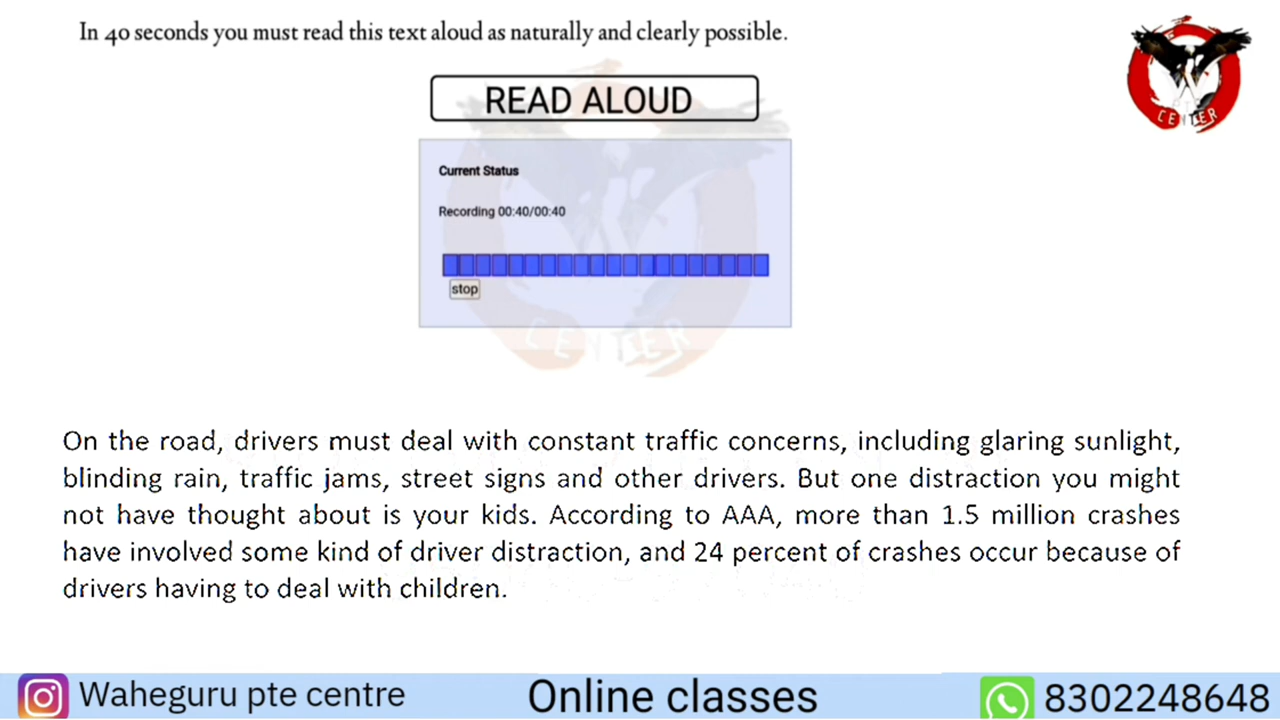 In 40 seconds you must read this text aloud as naturally and clearly possible.
READ ALOUD
CENTER
Current Status
Recording 00:40/00:40
stop
CENTER
On the road, drivers must deal with constant traffic concerns, including glaring sunlight,
blinding rain, traffic jams, street signs and other drivers. But one distraction you might
not have thought about is your kids. According to AAA, more than 1.5 million crashes
have involved some kind of driver distraction, and 24 percent of crashes occur because of
drivers having to deal with children.
Waheguru pte centre
Online classes
8302248648